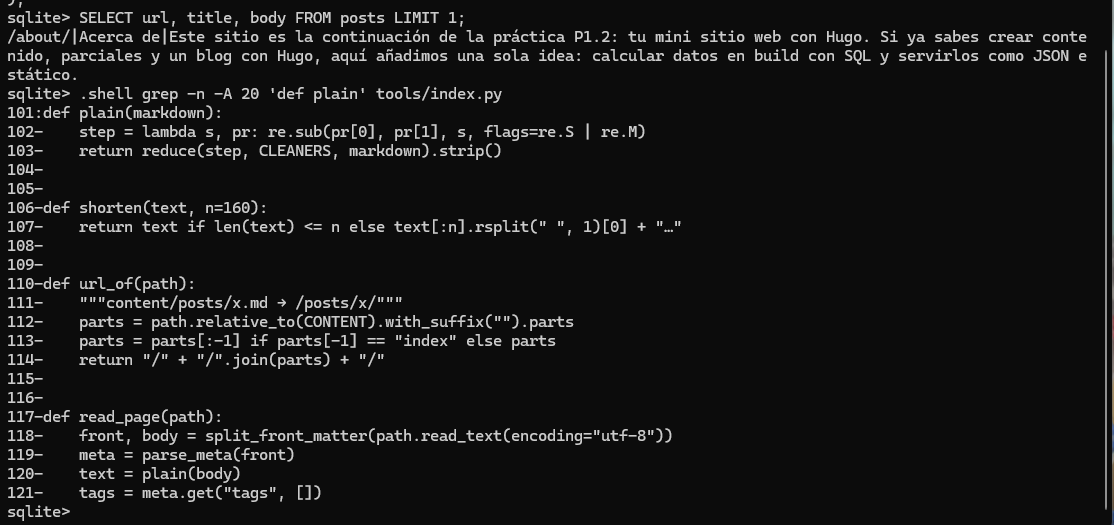 );
sqlite> SELECT url, title, body FROM posts LIMIT 1;
/about/|Acerca de|Este sitio es la continuación de la práctica P1.2: tu mini sitio web con Hugo. Si ya sabes crear conte
nido, parciales y un blog con Hugo, aquí añadimos una sola idea: calcular datos en build con SQL y servirlos como JSON e
stático.
sqlite> .shell grep -n -A 20 'def plain' tools/index.py
101:def plain(markdown):
102-    step = lambda s, pr: re.sub(pr[0], pr[1], s, flags=re.S | re.M)
103-    return reduce(step, CLEANERS, markdown).strip()
104-
105-
106-def shorten(text, n=160):
107-    return text if len(text) <= n else text[:n].rsplit(" ", 1)[0] + "…"
108-
109-
110-def url_of(path):
111-    """content/posts/x.md → /posts/x/"""
112-    parts = path.relative_to(CONTENT).with_suffix("").parts
113-    parts = parts[:-1] if parts[-1] == "index" else parts
114-    return "/" + "/".join(parts) + "/"
115-
116-
117-def read_page(path):
118-    front, body = split_front_matter(path.read_text(encoding="utf-8"))
119-    meta = parse_meta(front)
120-    text = plain(body)
121-    tags = meta.get("tags", [])
sqlite>